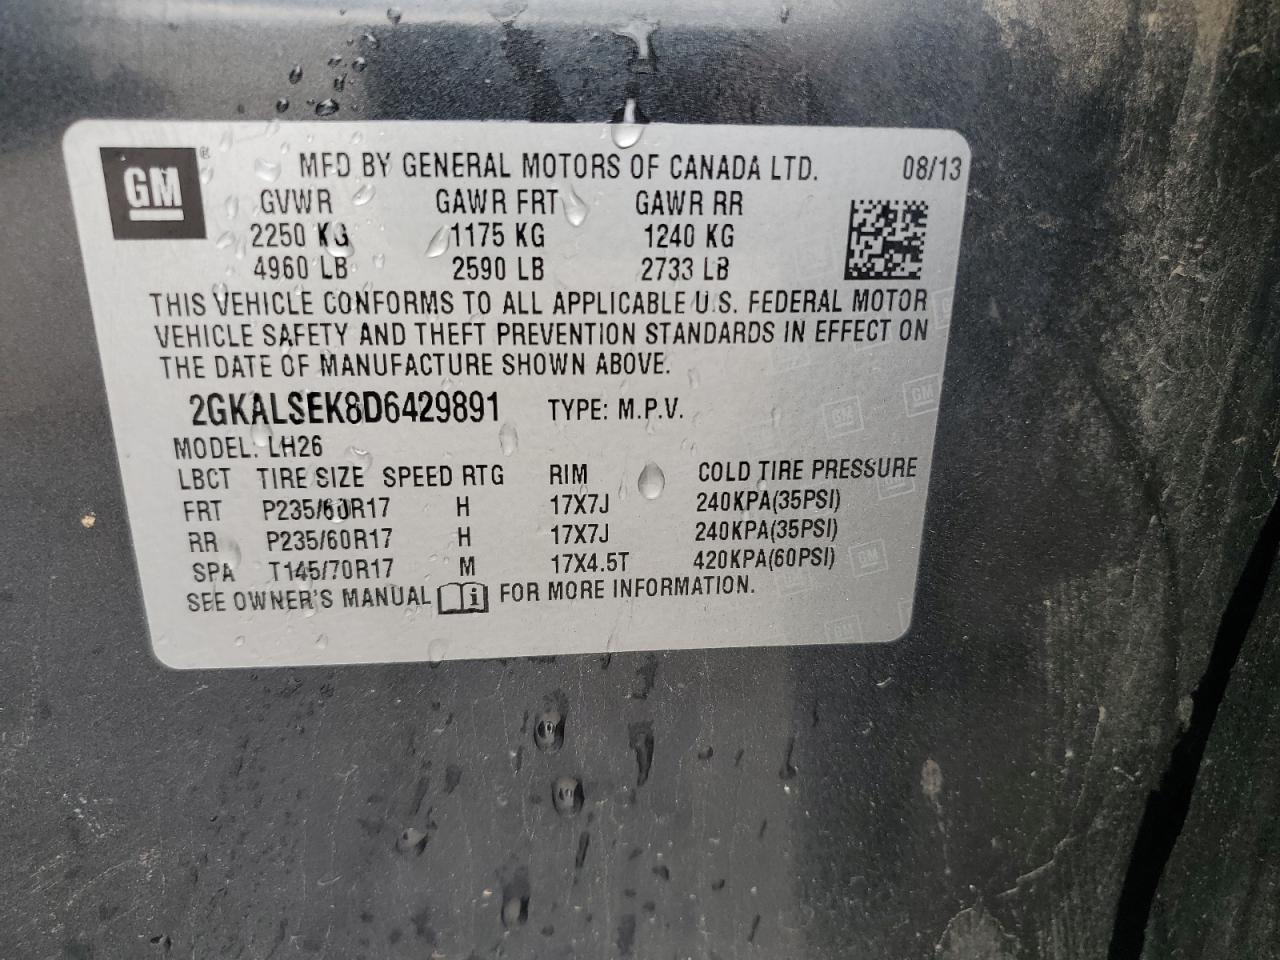 GM ® MFD BY GENERAL MOTORS OF CANADA LTD. 08/13
GVWR GAWR FRT GAWR RR
2250 KG 1175 KG 1240 KG
4960 LB 2590 LB 2733 LB
THIS VEHICLE CONFORMS TO ALL APPLICABLE U.S. FEDERAL MOTOR
VEHICLE SAFETY AND THEFT PREVENTION STANDARDS IN EFFECT ON
THE DATE OF MANUFACTURE SHOWN ABOVE.
2GKALSEK8D6429891 TYPE: M.P.V.
MODEL: LH26
LBCT TIRE SIZE SPEED RTG RIM COLD TIRE PRESSURE
FRT P235/60R17 H 17X7J 240KPA(35PSI)
RR P235/60R17 H 17X7J 240KPA(35PSI)
SPA T145/70R17 M 17X4.5T 420KPA(60PSI)
SEE OWNER'S MANUAL i FOR MORE INFORMATION.